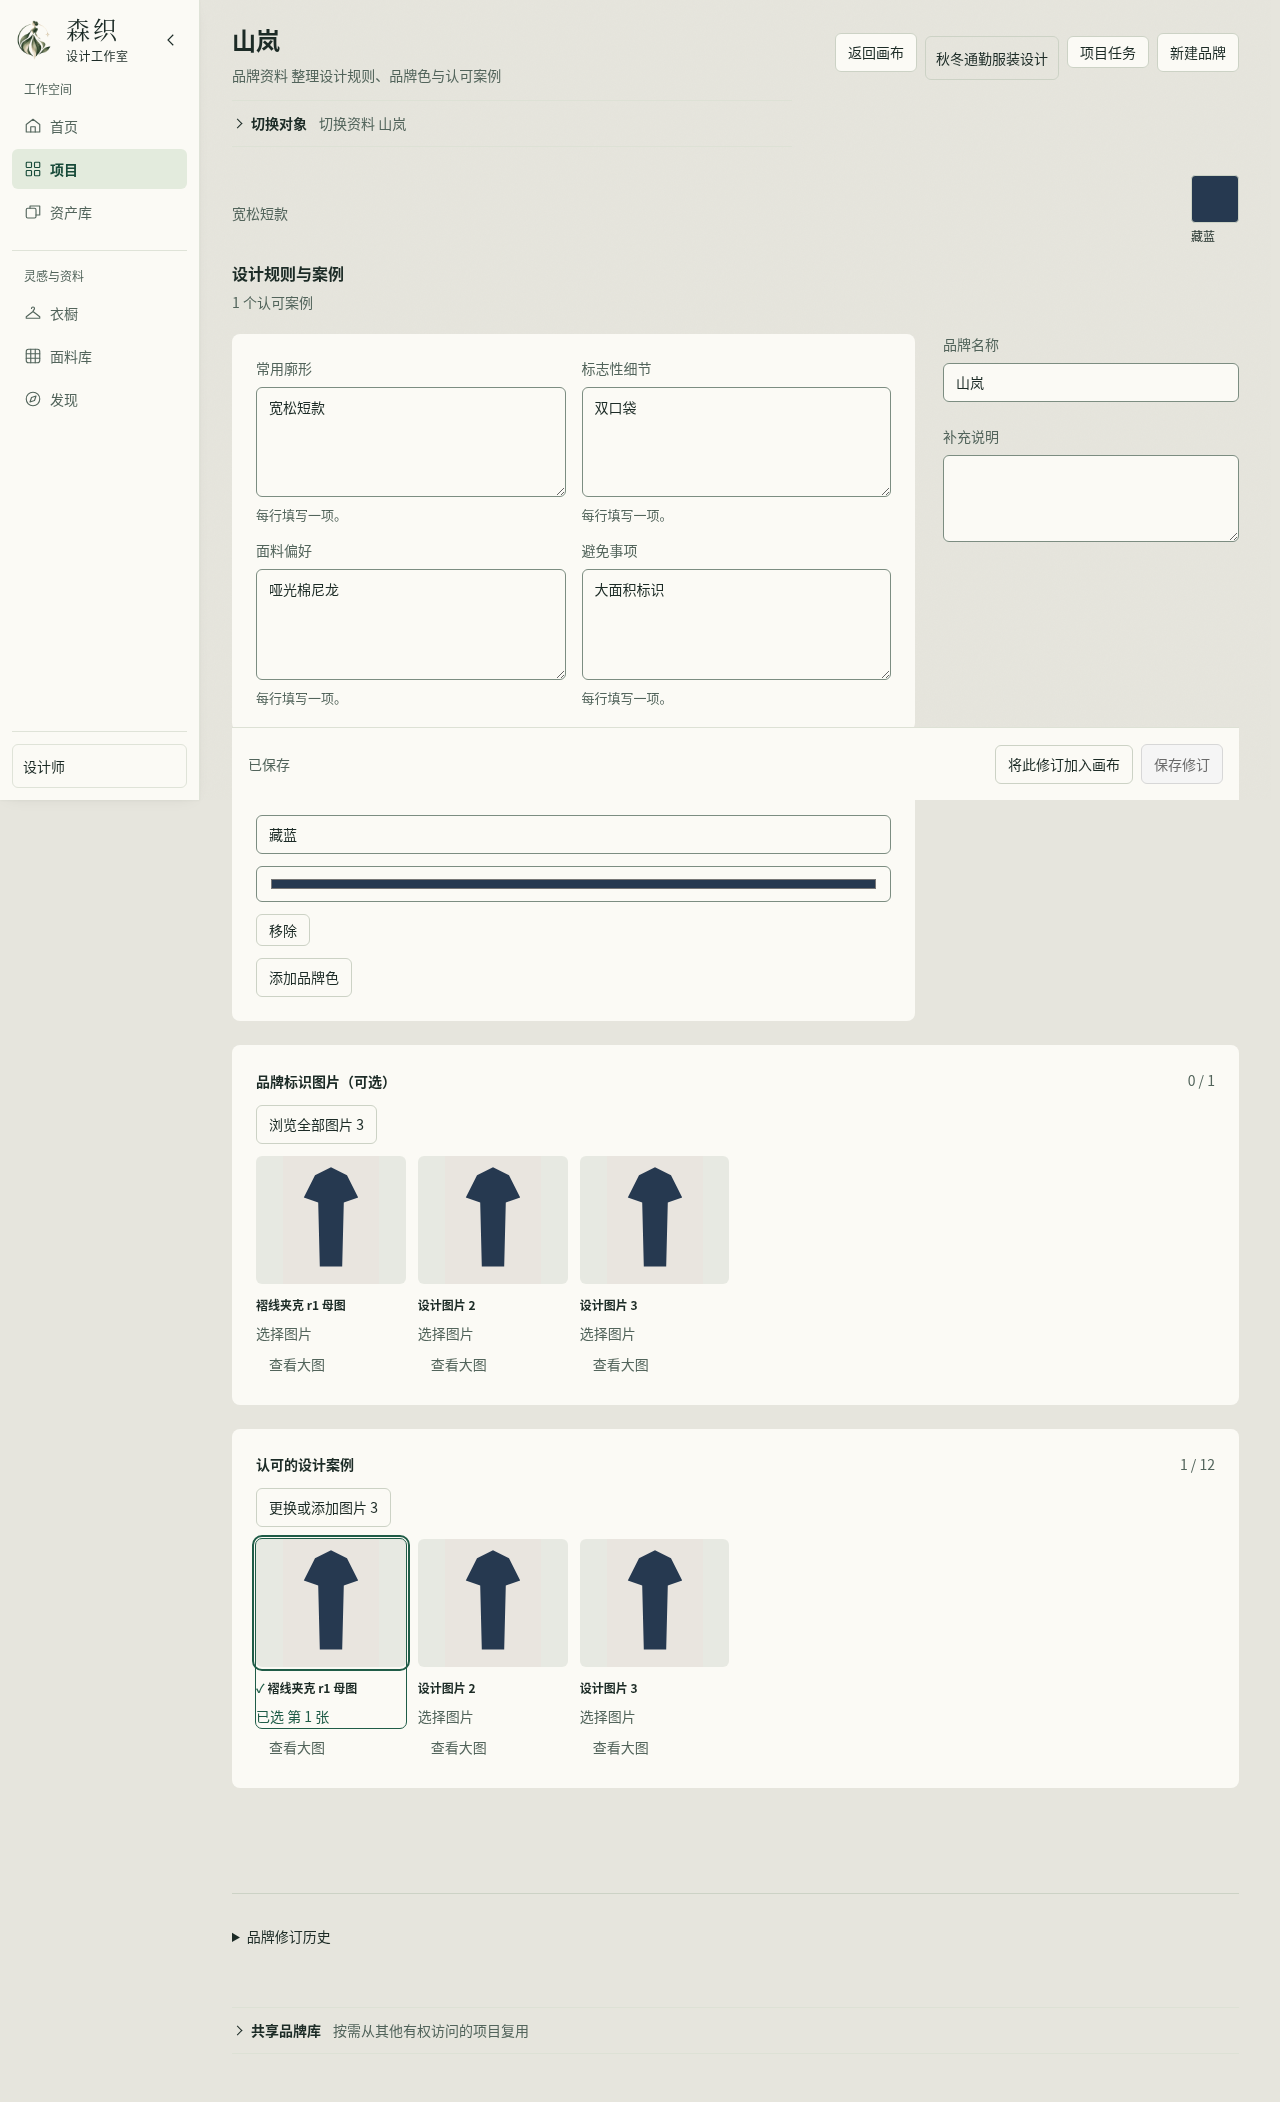 森织
设计工作室
工作空间
首页
项目
资产库
灵感与资料
衣橱
面料库
发现
设计师
山岚
品牌资料 整理设计规则、品牌色与认可案例
返回画布
秋冬通勤服装设计
项目任务
新建品牌
切换对象 切换资料 山岚
宽松短款
藏蓝
设计规则与案例
1 个认可案例
常用廓形
宽松短款
每行填写一项。
标志性细节
双口袋
每行填写一项。
面料偏好
哑光棉尼龙
每行填写一项。
避免事项
大面积标识
每行填写一项。
品牌名称
山岚
补充说明
已保存
将此修订加入画布
保存修订
藏蓝
移除
添加品牌色
品牌标识图片（可选）
0 / 1
浏览全部图片 3
褶线夹克 r1 母图
选择图片
查看大图
设计图片 2
选择图片
查看大图
设计图片 3
选择图片
查看大图
认可的设计案例
1 / 12
更换或添加图片 3
✓ 褶线夹克 r1 母图
已选 第 1 张
查看大图
设计图片 2
选择图片
查看大图
设计图片 3
选择图片
查看大图
品牌修订历史
共享品牌库 按需从其他有权访问的项目复用